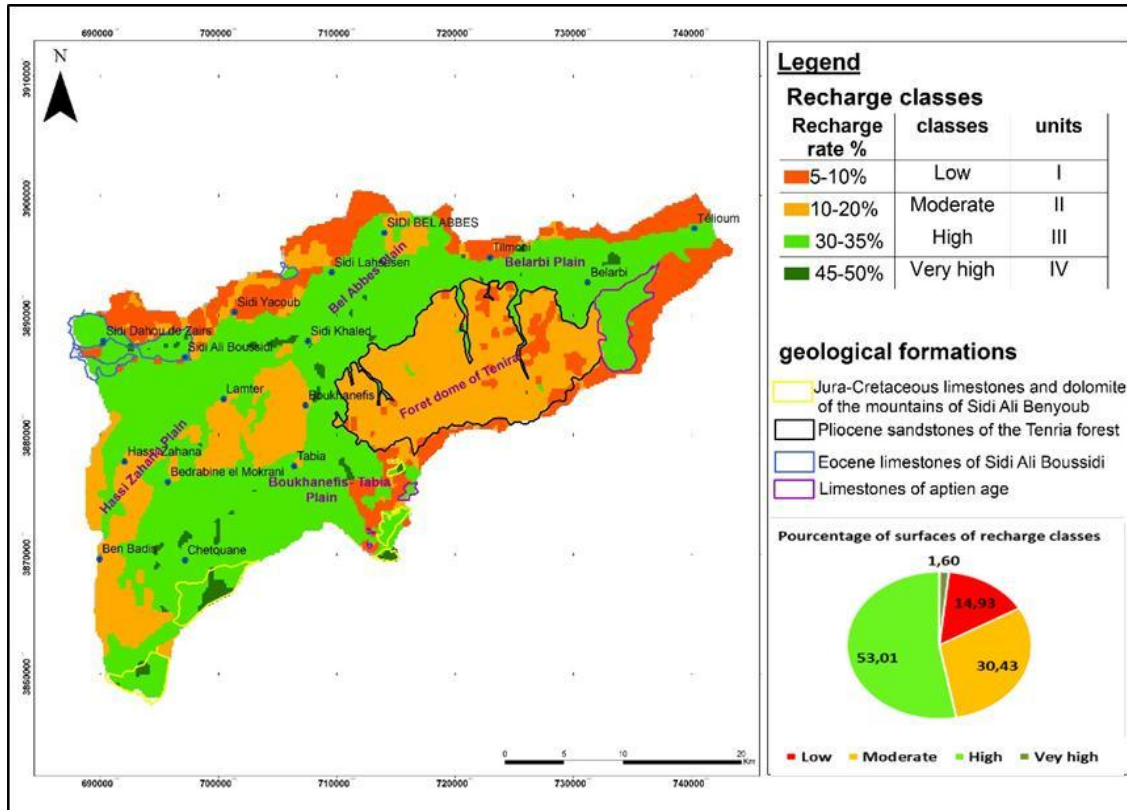 690000
700000
710000
720000
730000
740000
N
3910000
3900000
3890000
3880000
3870000
3860000
SIDI BEL ABBES
Télioum
Tilmoni
Sidi Lahssesen
Belarbi Plain
Bel Abbes Plain
Belarbi
Sidi Yacoub
Sidi Dahou de Zairs
Sidi Khaled
Sidi Ali Boussidi
Foret dome of Tenira
Lamter
Boukhanefis
Hassi Zahana
Hassi Zahana Plain
Tabia
Bedrabine el Mokrani
Boukhanefis- Tabia
Plain
Ben Badis
Chetouane
0 5 10 20
Km
690000
700000
710000
720000
730000
740000
Legend
Recharge classes
Recharge rate % classes units
5-10% Low I
10-20% Moderate II
30-35% High III
45-50% Very high IV
geological formations
Jura-Cretaceous limestones and dolomite
of the mountains of Sidi Ali Benyoub
Pliocene sandstones of the Tenria forest
Eocene limestones of Sidi Ali Boussidi
Limestones of aptien age
Pourcentage of surfaces of recharge classes
1,60
14,93
53,01
30,43
Low Moderate High Vey high